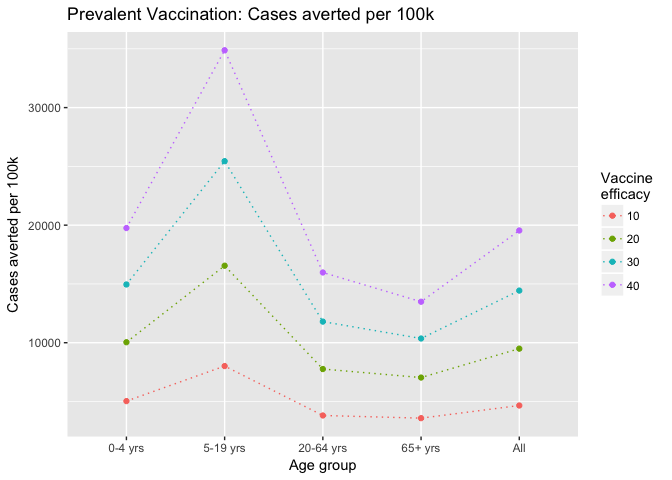 Prevalent Vaccination: Cases averted per 100k
Cases averted per 100k
30000
20000
10000
0-4 yrs
5-19 yrs
20-64 yrs
65+ yrs
All
Age group
Vaccine
efficacy
10
20
30
40